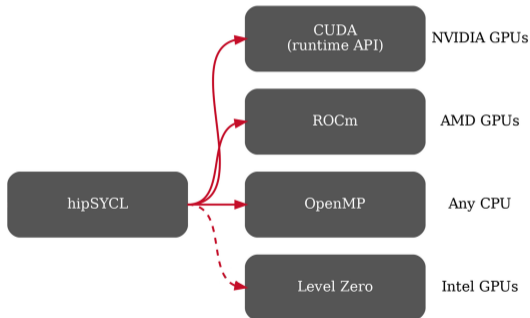 CUDA
(runtime API)
NVIDIA GPUs
ROCm
AMD GPUs
hipSYCL
OpenMP
Any CPU
Level Zero
Intel GPUs